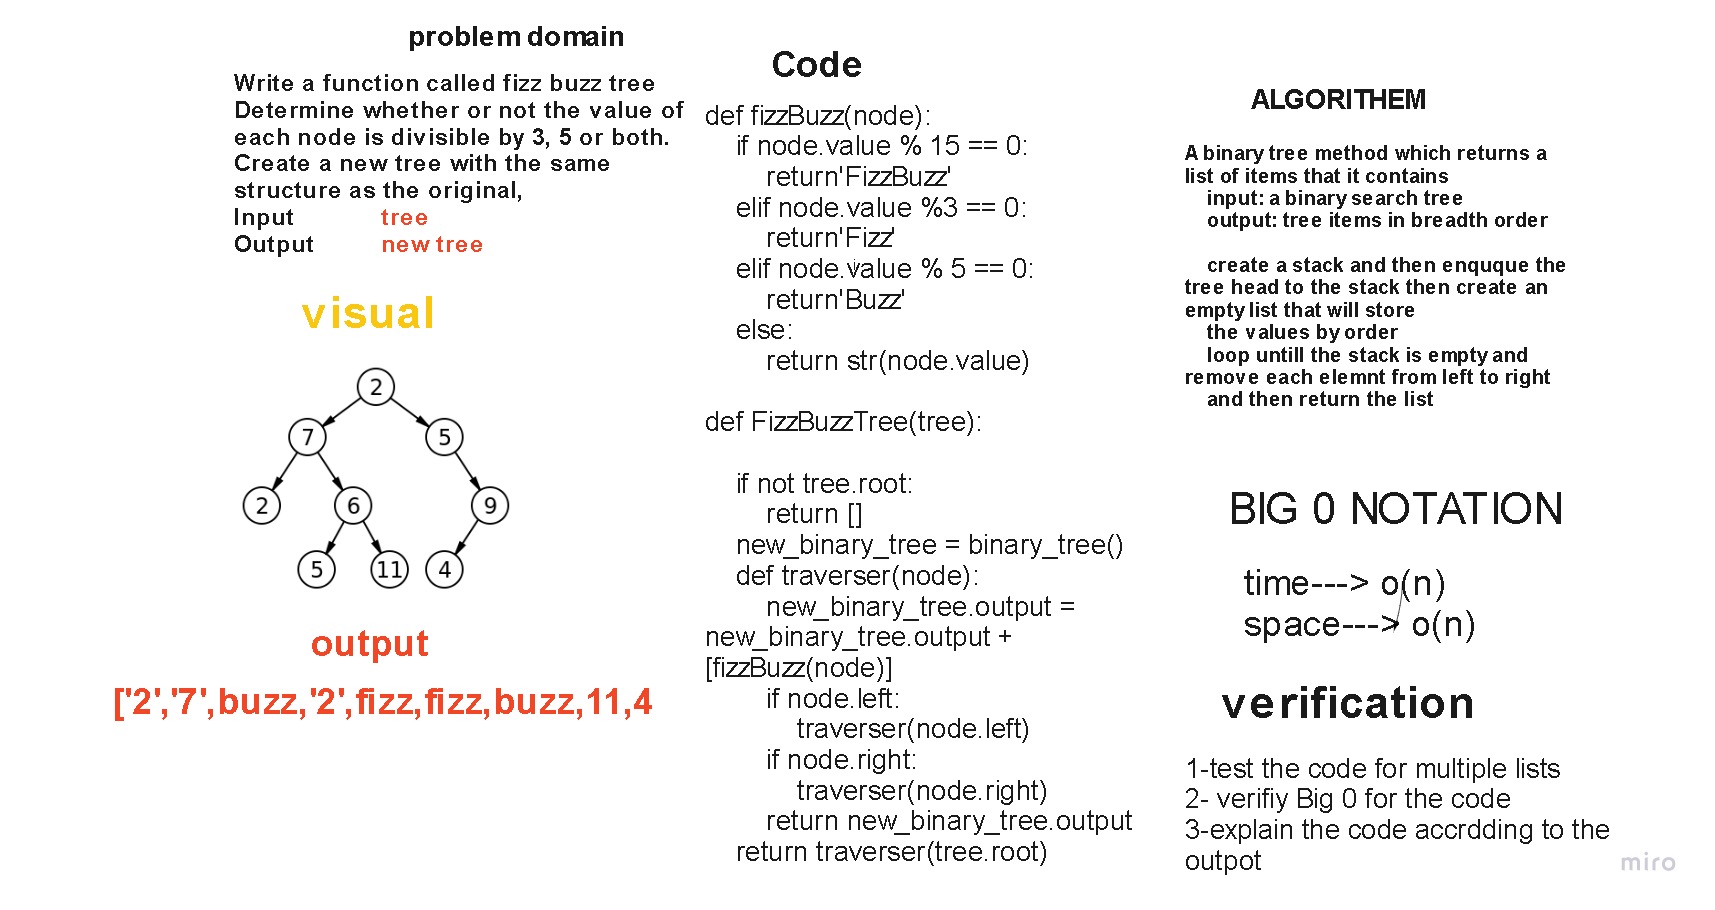 problem domain
Write a function called fizz buzz tree
Determine whether or not the value of
each node is divisible by 3, 5 or both.
Create a new tree with the same
structure as the original,
Input tree
Output new tree
visual
2
7 5
2 6 9
5 11 4
output
['2','7',buzz,'2',fizz,fizz,buzz,11,4
Code
def fizzBuzz(node):
if node.value % 15 == 0:
return'FizzBuzz'
elif node.value %3 == 0:
return'Fizz'
elif node.value % 5 == 0:
return'Buzz'
else:
return str(node.value)
def FizzBuzzTree(tree):
if not tree.root:
return []
new_binary_tree = binary_tree()
def traverser(node):
new_binary_tree.output =
new_binary_tree.output +
[fizzBuzz(node)]
if node.left:
traverser(node.left)
if node.right:
traverser(node.right)
return new_binary_tree.output
return traverser(tree.root)
ALGORITHEM
A binary tree method which returns a
list of items that it contains
input: a binary search tree
output: tree items in breadth order
create a stack and then enquque the
tree head to the stack then create an
empty list that will store
the values by order
loop untill the stack is empty and
remove each elemnt from left to right
and then return the list
BIG 0 NOTATION
time---> o(n)
space---> o(n)
verification
1-test the code for multiple lists
2- verifiy Big 0 for the code
3-explain the code accrdding to the
outpot
miro